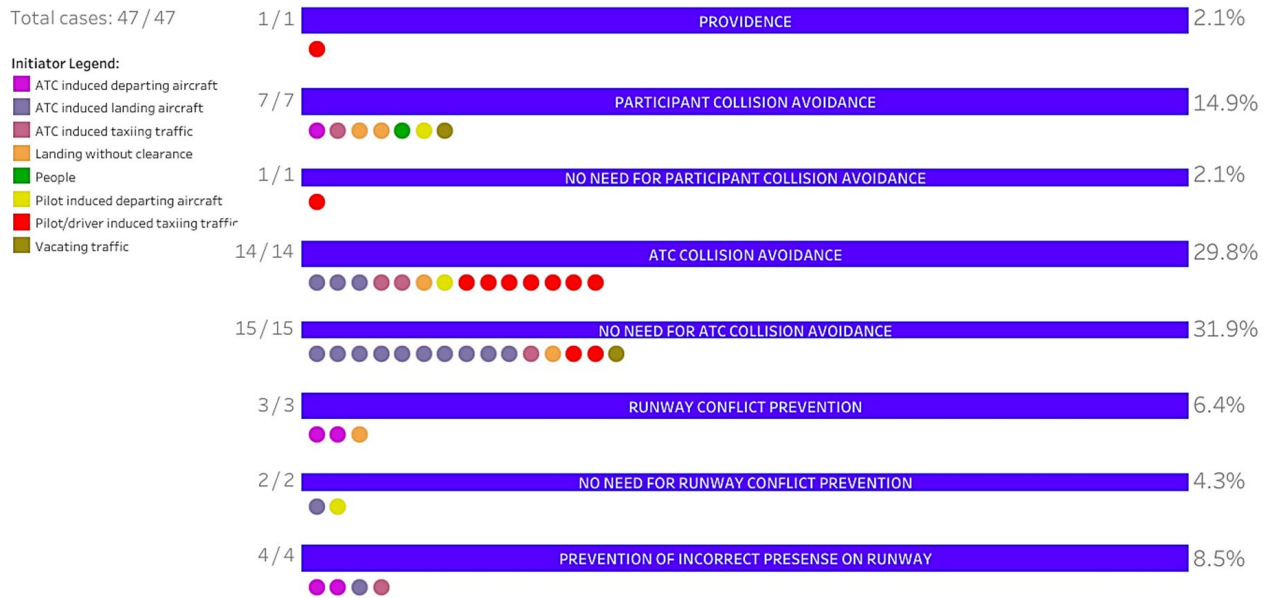 Total cases: 47/47
Initiator Legend:
ATC induced departing aircraft
ATC induced landing aircraft
ATC induced taxiing traffic
Landing without clearance
People
Pilot induced departing aircraft
Pilot/driver induced taxiing traffic
Vacating traffic
1/1 PROVIDENCE 2.1%
7/7 PARTICIPANT COLLISION AVOIDANCE 14.9%
1/1 NO NEED FOR PARTICIPANT COLLISION AVOIDANCE 2.1%
14/14 ATC COLLISION AVOIDANCE 29.8%
15/15 NO NEED FOR ATC COLLISION AVOIDANCE 31.9%
3/3 RUNWAY CONFLICT PREVENTION 6.4%
2/2 NO NEED FOR RUNWAY CONFLICT PREVENTION 4.3%
4/4 PREVENTION OF INCORRECT PRESENSE ON RUNWAY 8.5%